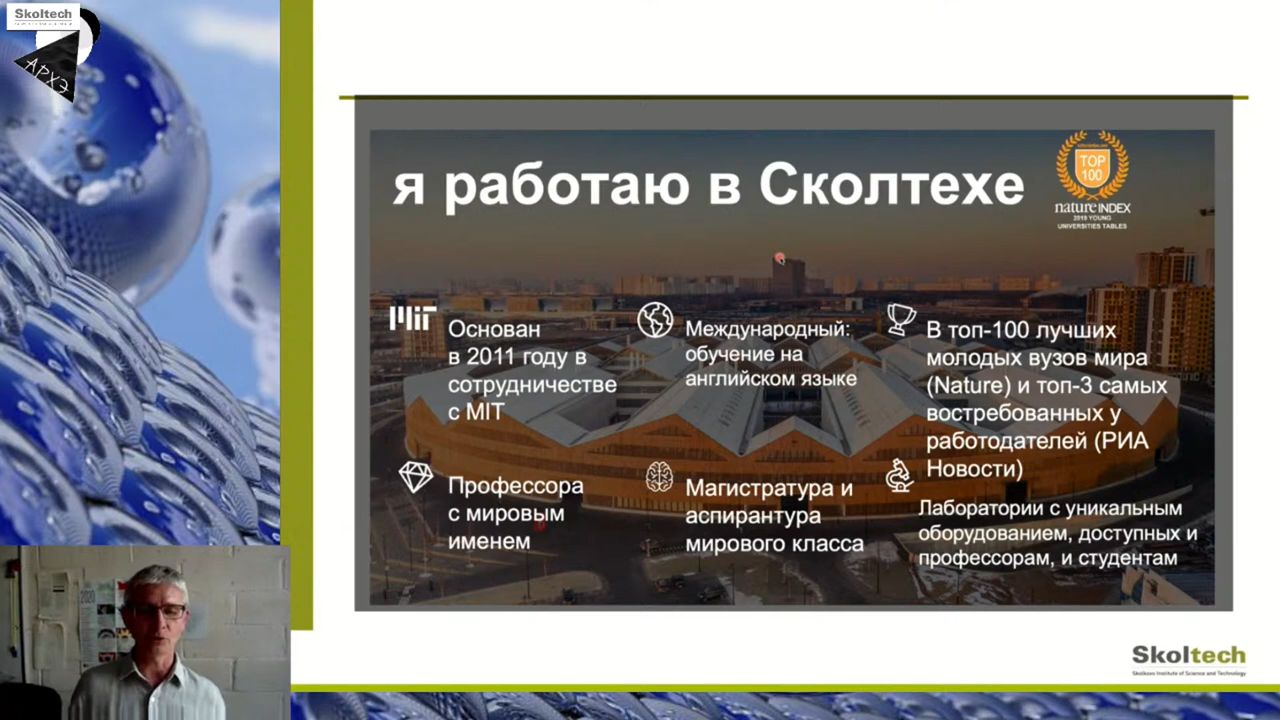 Skoltech
АРХЭ
я работаю в Сколтехе
TOP
100
nature INDEX
2019 YOUNG
UNIVERSITIES TABLES
MIT
Основан
в 2011 году в
сотрудничестве
с MIT
Международный:
обучение на
английском языке
В топ-100 лучших
молодых вузов мира
(Nature) и топ-3 самых
востребованных у
работодателей (РИА
Новости)
Профессора
с мировым
именем
Магистратура и
аспирантура
мирового класса
Лаборатории с уникальным
оборудованием, доступных и
профессорам, и студентам
2020
Skoltech
Skolkovo Institute of Science and Technology